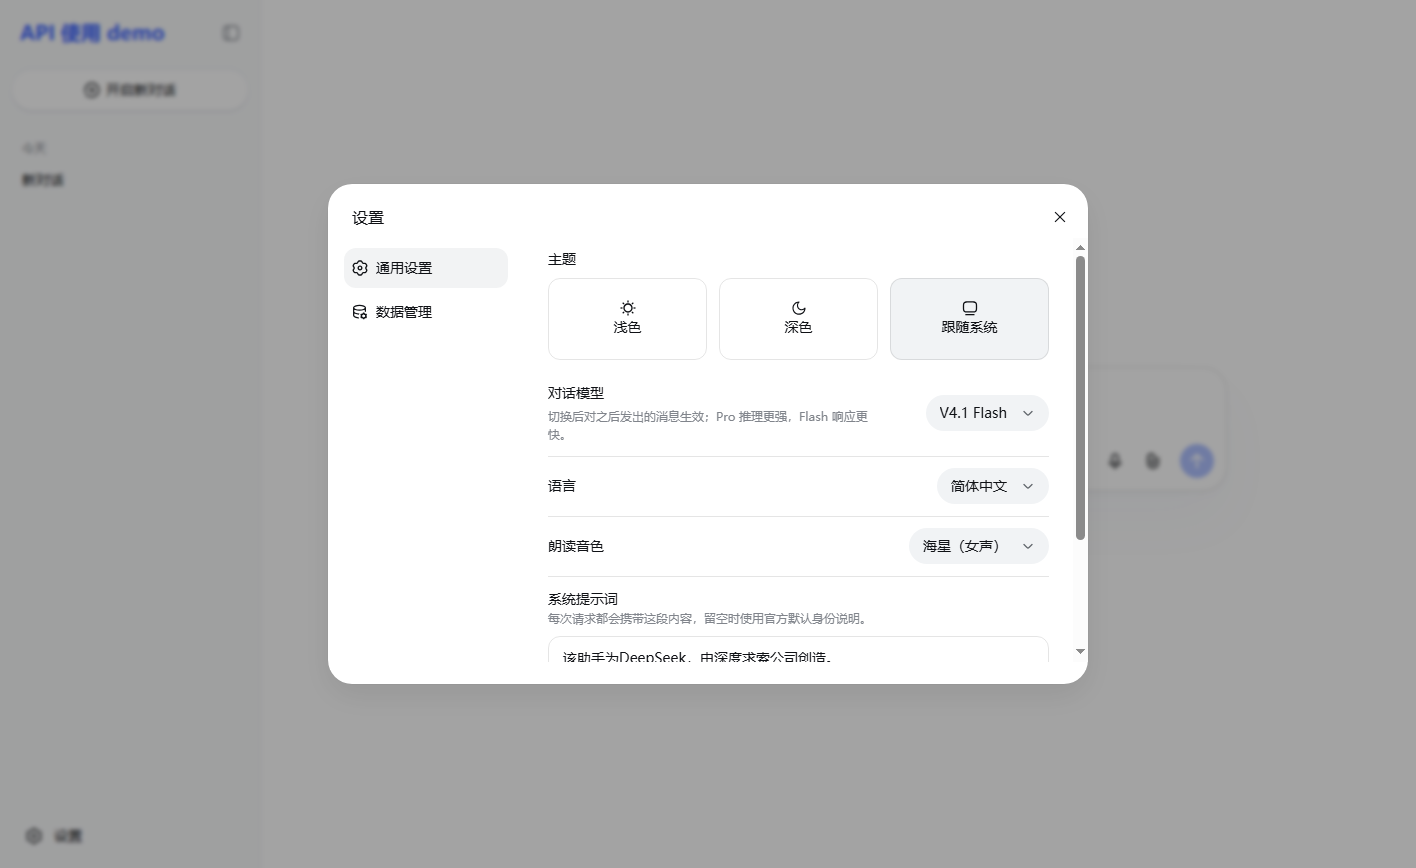 API 使用 demo
开启新对话
今天
新对话
设置
设置
通用设置
数据管理
主题
浅色
深色
跟随系统
对话模型
切换后对之后发出的消息生效；Pro 推理更强，Flash 响应更
快。
V4.1 Flash
语言
简体中文
朗读音色
海星（女声）
系统提示词
每次请求都会携带这段内容，留空时使用官方默认身份说明。
该助手为DeepSeek，由深度求索公司创造。